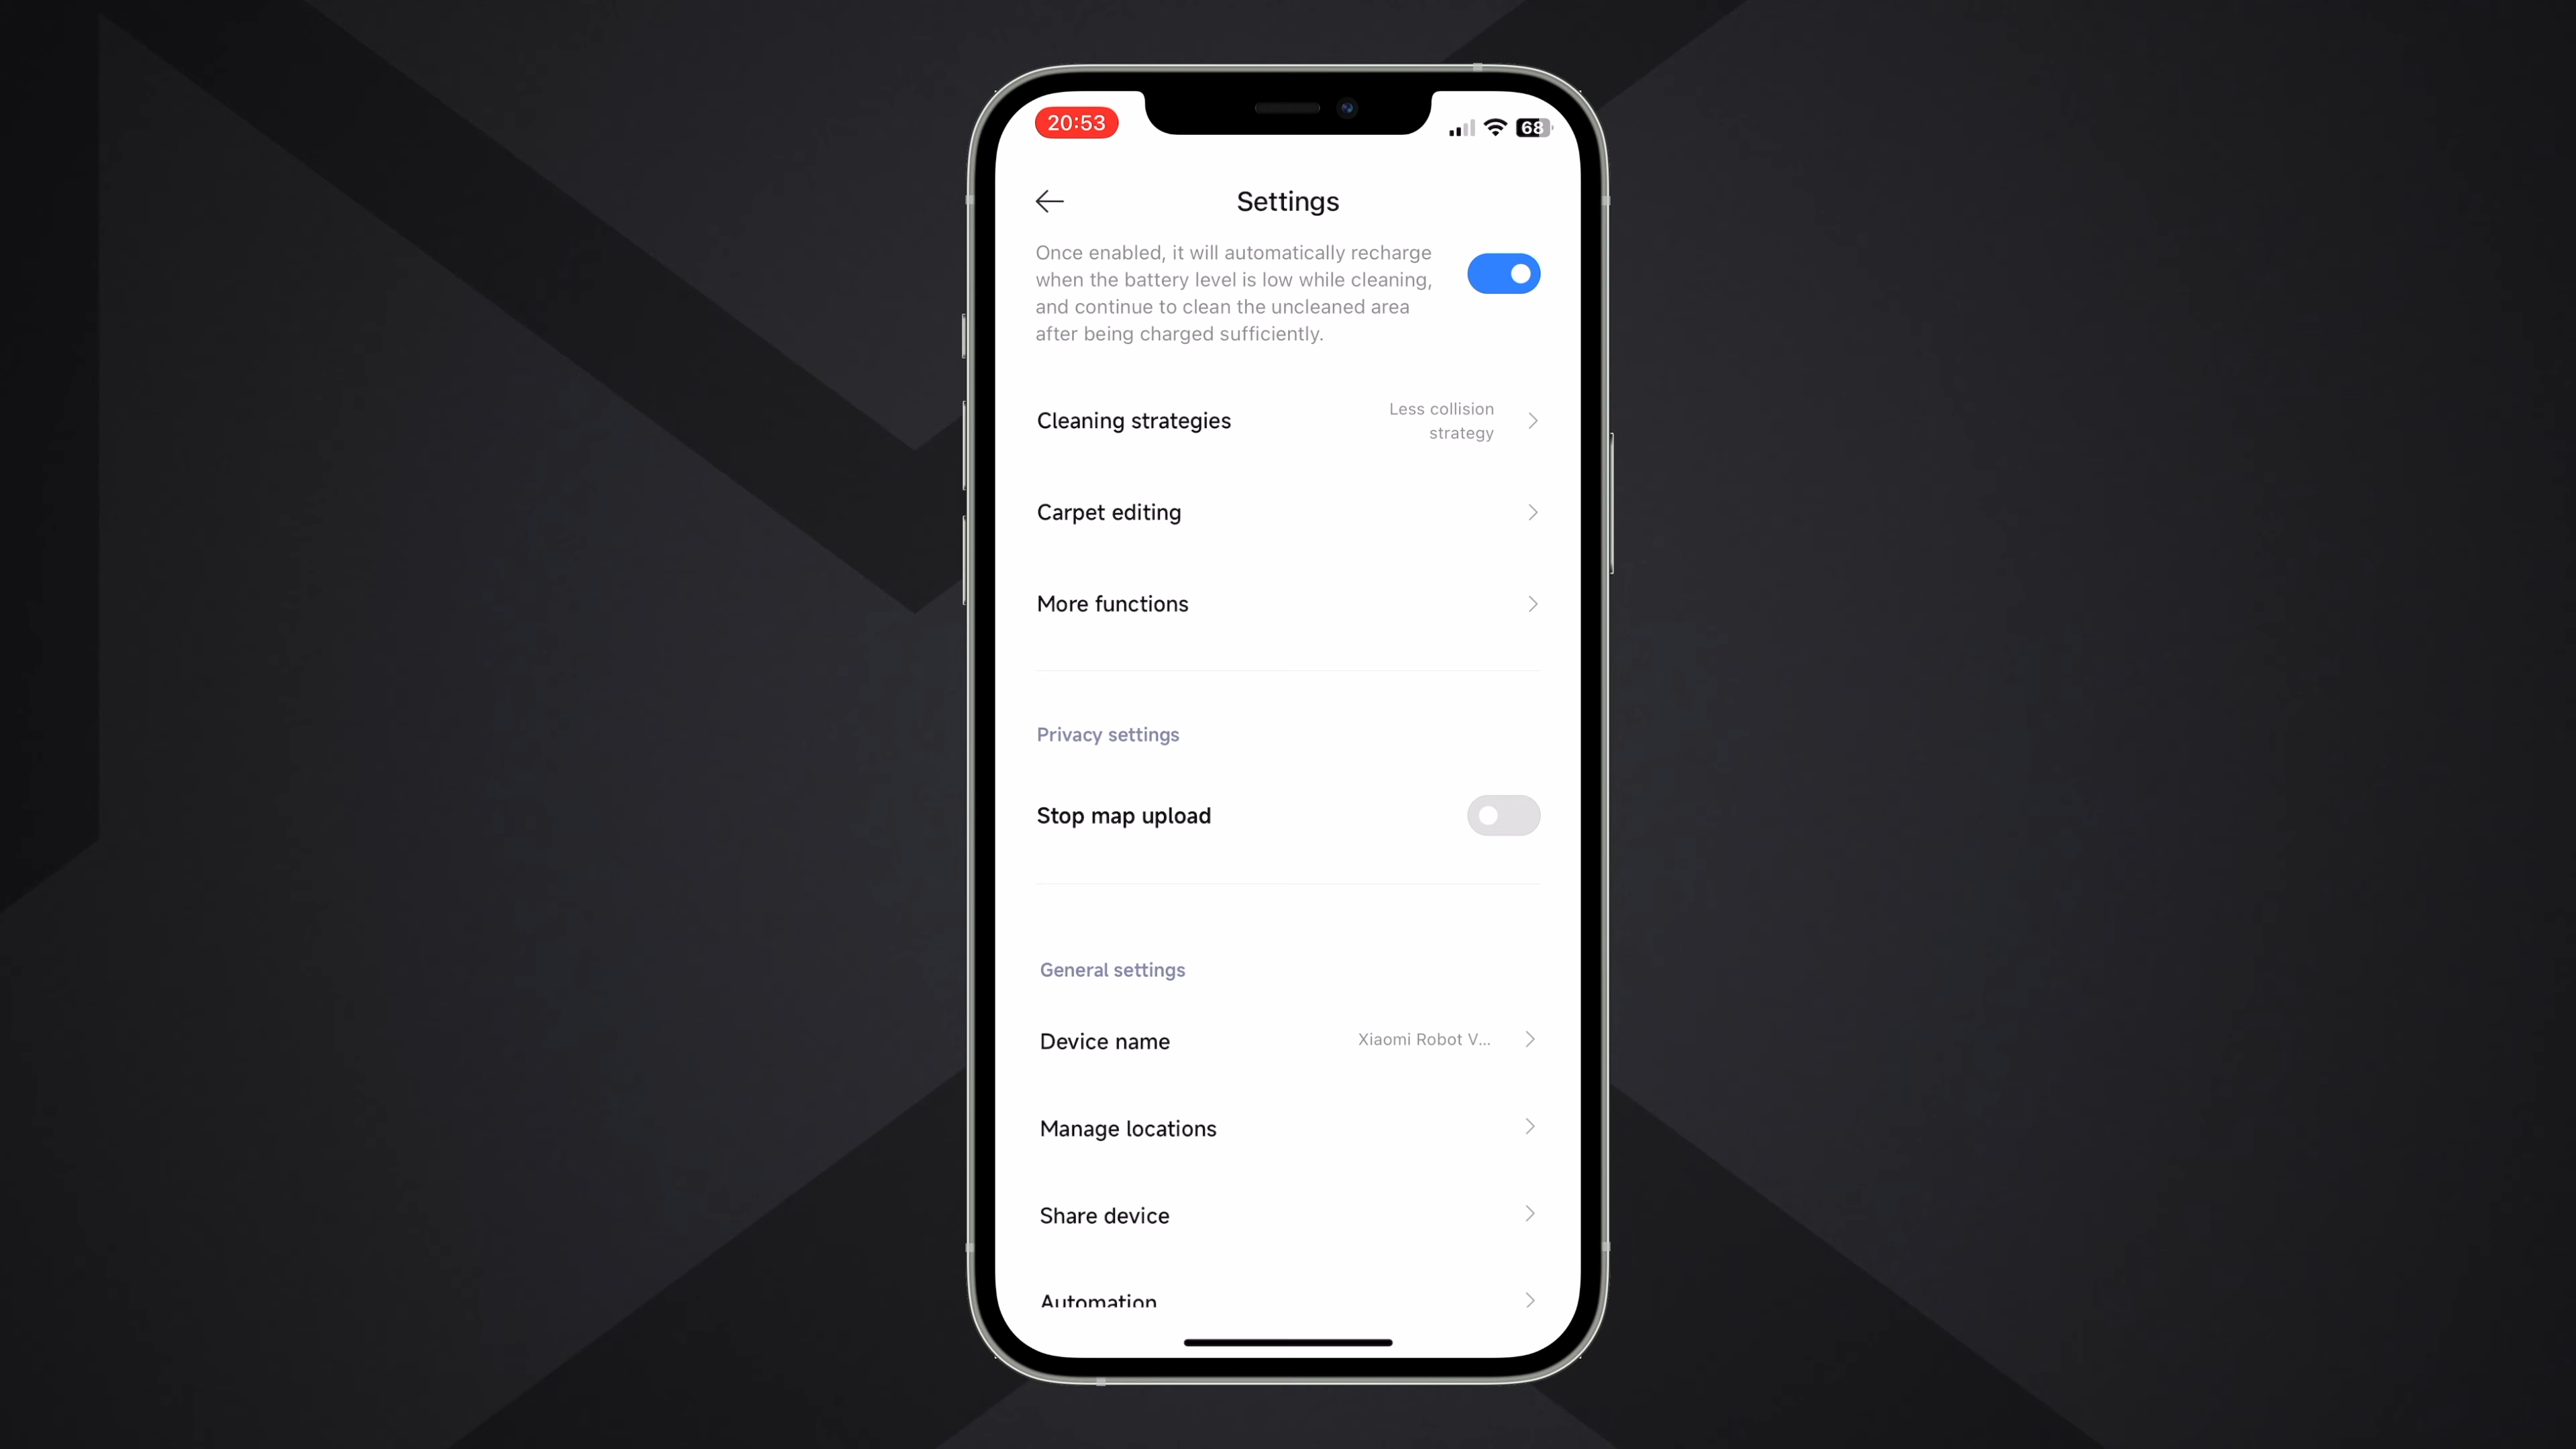 20:53
68
Settings
Once enabled, it will automatically recharge
when the battery level is low while cleaning,
and continue to clean the uncleaned area
after being charged sufficiently.
Cleaning strategies
Less collision
strategy
Carpet editing
More functions
Privacy settings
Stop map upload
General settings
Device name
Xiaomi Robot V...
Manage locations
Share device
Automation